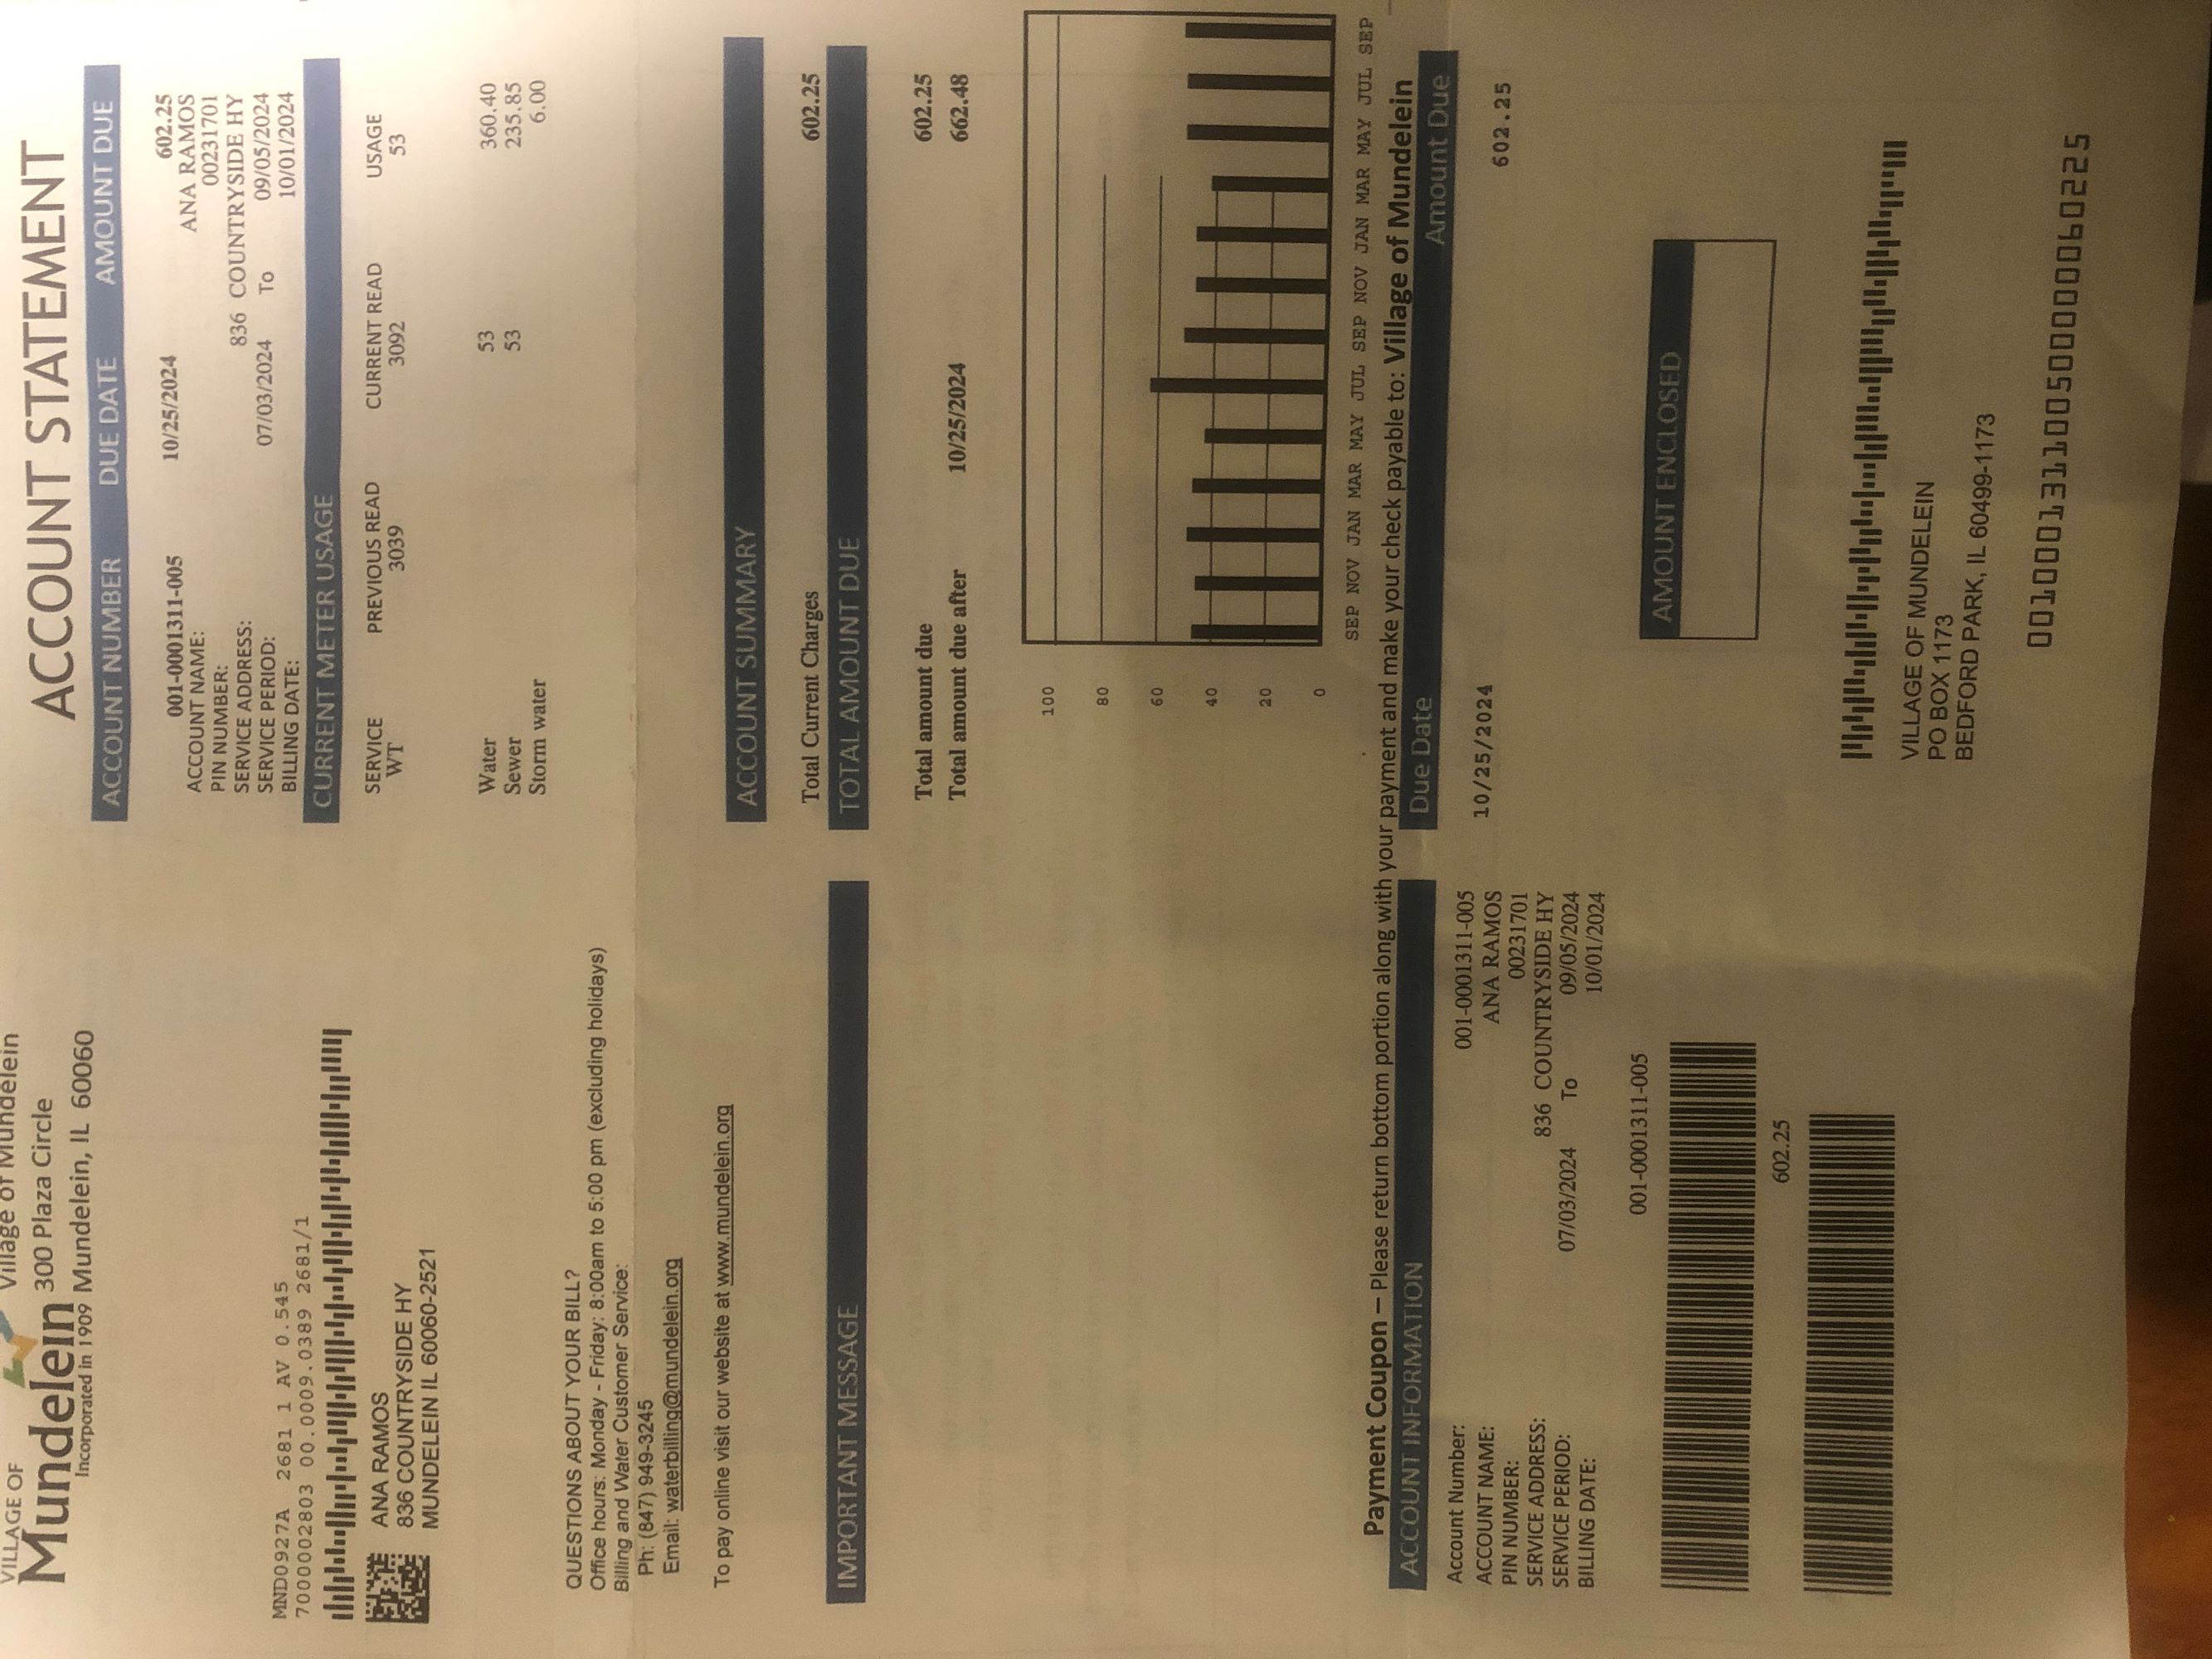 VILLAGE OF
Mundelein
Incorporated in 1909
Village of Mundelein
300 Plaza Circle
Mundelein, IL 60060
ACCOUNT STATEMENT
ACCOUNT NUMBER DUE DATE AMOUNT DUE
001-0001311-005 10/25/2024 602.25
ACCOUNT NAME: ANA RAMOS
PIN NUMBER: 00231701
SERVICE ADDRESS: 836 COUNTRYSIDE HY
SERVICE PERIOD: 07/03/2024 To 09/05/2024
BILLING DATE: 10/01/2024
MND0927A 2681 1 AV 0.545
7000002803 00.0009.0389 2681/1
ANA RAMOS
836 COUNTRYSIDE HY
MUNDELEIN IL 60060-2521
CURRENT METER USAGE
SERVICE PREVIOUS READ CURRENT READ USAGE
WT 3039 3092 53
Water 53 360.40
Sewer 53 235.85
Storm water 6.00
QUESTIONS ABOUT YOUR BILL?
Office hours: Monday - Friday: 8:00am to 5:00 pm (excluding holidays)
Billing and Water Customer Service:
Ph: (847) 949-3245
Email: waterbilling@mundelein.org
To pay online visit our website at www.mundelein.org
IMPORTANT MESSAGE
ACCOUNT SUMMARY
Total Current Charges 602.25
TOTAL AMOUNT DUE
Total amount due 602.25
Total amount due after 10/25/2024 662.48
100
80
60
40
20
0
SEP NOV JAN MAR MAY JUL SEP NOV JAN MAR MAY JUL SEP
Payment Coupon – Please return bottom portion along with your payment and make your check payable to: Village of Mundelein
ACCOUNT INFORMATION
Account Number: 001-0001311-005
ACCOUNT NAME: ANA RAMOS
PIN NUMBER: 00231701
SERVICE ADDRESS: 836 COUNTRYSIDE HY
SERVICE PERIOD: 07/03/2024 To 09/05/2024
BILLING DATE: 10/01/2024
001-0001311-005
602.25
Due Date Amount Due
10/25/2024 602.25
AMOUNT ENCLOSED
VILLAGE OF MUNDELEIN
PO BOX 1173
BEDFORD PARK, IL 60499-1173
001000131100500000060225